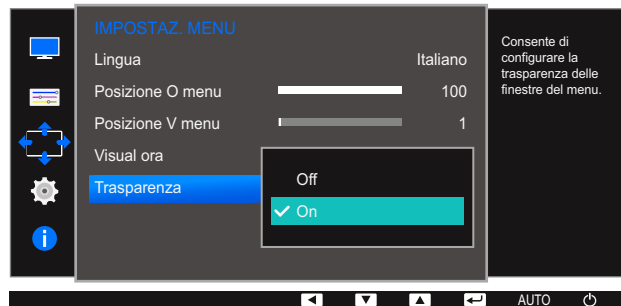 IMPOSTAZ. MENU
Lingua Italiano
Posizione O menu 100
Posizione V menu 1
Visual ora
Trasparenza
Off
On
Consente di
configurare la
trasparenza delle
finestre del menu.
AUTO